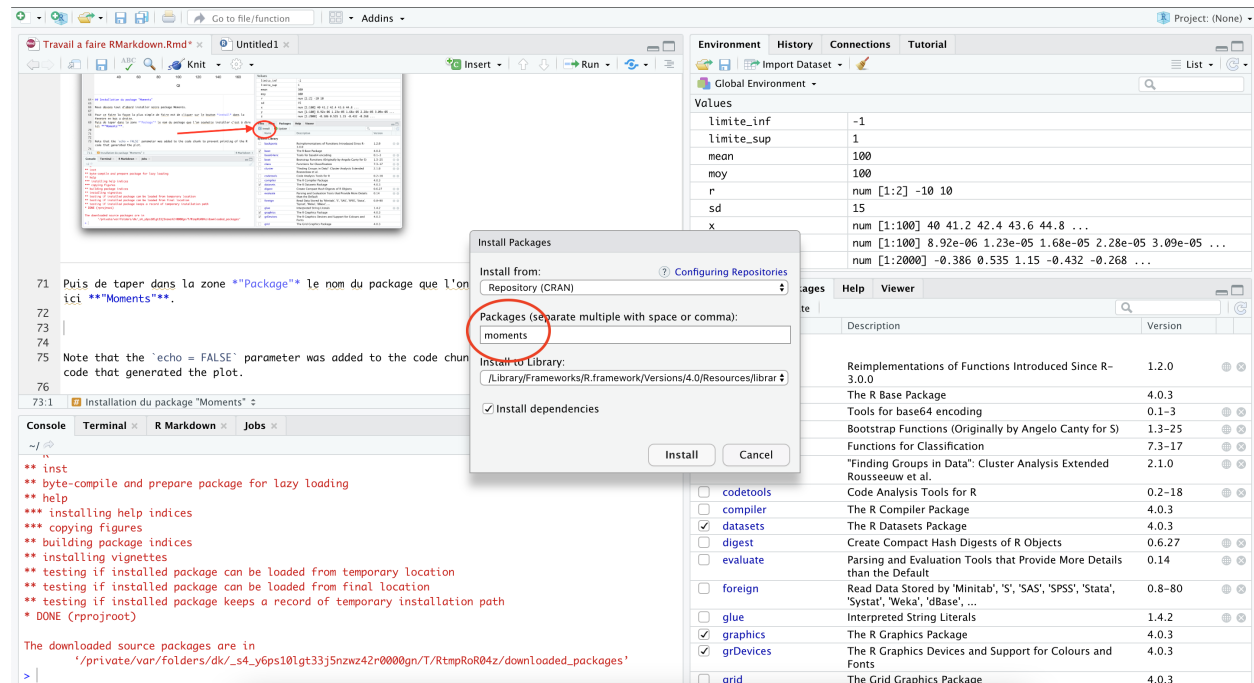 Go to file/function
Addins
Project: (None)
Travail a faire RMarkdown.Rmd*
Untitled1
ABC
Knit
Insert
Run
71 Puis de taper dans la zone *"Package"* le nom du package que l'on
ici **"Moments"**.
72
73
74
75 Note that the `echo = FALSE` parameter was added to the code chun
code that generated the plot.
76
73:1 # Installation du package "Moments"
Console Terminal R Markdown Jobs
~/
** inst
** byte-compile and prepare package for lazy loading
** help
*** installing help indices
*** copying figures
** building package indices
** installing vignettes
** testing if installed package can be loaded from temporary location
** testing if installed package can be loaded from final location
** testing if installed package keeps a record of temporary installation path
* DONE (rprojroot)
The downloaded source packages are in
‘/private/var/folders/dk/_s4_y6ps10lgt33j5nzwz42r0000gn/T/RtmpRoR04z/downloaded_packages’
>
Install Packages
Install from:
? Configuring Repositories
Repository (CRAN)
Packages (separate multiple with space or comma):
moments
Install to Library:
/Library/Frameworks/R.framework/Versions/4.0/Resources/librar
Install dependencies
Install
Cancel
Environment History Connections Tutorial
Import Dataset
List
Global Environment
Values
limite_inf -1
limite_sup 1
mean 100
moy 100
r num [1:2] -10 10
sd 15
x num [1:100] 40 41.2 42.4 43.6 44.8 ...
num [1:100] 8.92e-06 1.23e-05 1.68e-05 2.28e-05 3.09e-05 ...
num [1:2000] -0.386 0.535 1.15 -0.432 -0.268 ...
ages Help Viewer
te
Description Version
Reimplementations of Functions Introduced Since R-
3.0.0
1.2.0
The R Base Package 4.0.3
Tools for base64 encoding 0.1-3
Bootstrap Functions (Originally by Angelo Canty for S) 1.3-25
Functions for Classification 7.3-17
"Finding Groups in Data": Cluster Analysis Extended
Rousseeuw et al.
2.1.0
codetools Code Analysis Tools for R 0.2-18
compiler The R Compiler Package 4.0.3
datasets The R Datasets Package 4.0.3
digest Create Compact Hash Digests of R Objects 0.6.27
evaluate Parsing and Evaluation Tools that Provide More Details
than the Default
0.14
foreign Read Data Stored by 'Minitab', 'S', 'SAS', 'SPSS', 'Stata',
'Systat', 'Weka', 'dBase', ...
0.8-80
glue Interpreted String Literals 1.4.2
graphics The R Graphics Package 4.0.3
grDevices The R Graphics Devices and Support for Colours and
Fonts
4.0.3
grid The Grid Graphics Package 4.0.3